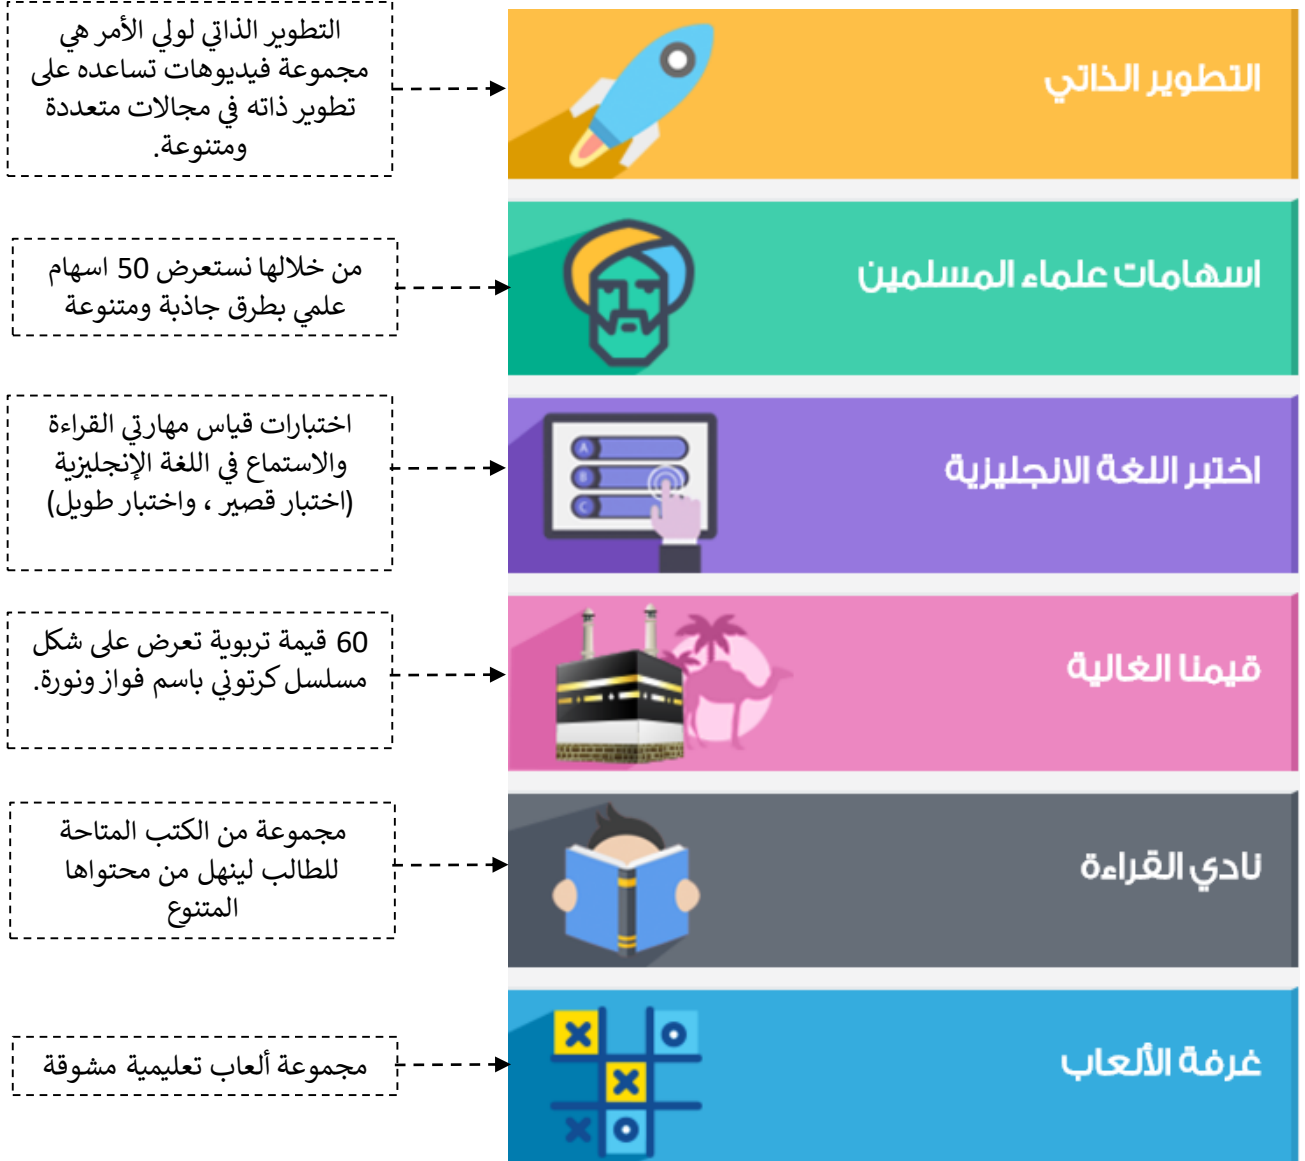 التطوير الذاتي
التطوير الذاتي لولي الأمر هي
مجموعة فيديوهات تساعده على
تطوير ذاته في مجالات متعددة
ومتنوعة.
اسهامات علماء المسلمين
من خلالها نستعرض 50 اسهام
علمي بطرق جاذبة ومتنوعة
اختبر اللغة الانجليزية
A
B
C
اختبارات قياس مهارتي القراءة
والاستماع في اللغة الإنجليزية
(اختبار قصير ، واختبار طويل)
قيمنا الغالية
60 قيمة تربوية تعرض على شكل
مسلسل كرتوني باسم فواز ونورة.
نادي القراءة
مجموعة من الكتب المتاحة
للطالب لينهل من محتواها
المتنوع
غرفة الألعاب
مجموعة ألعاب تعليمية مشوقة